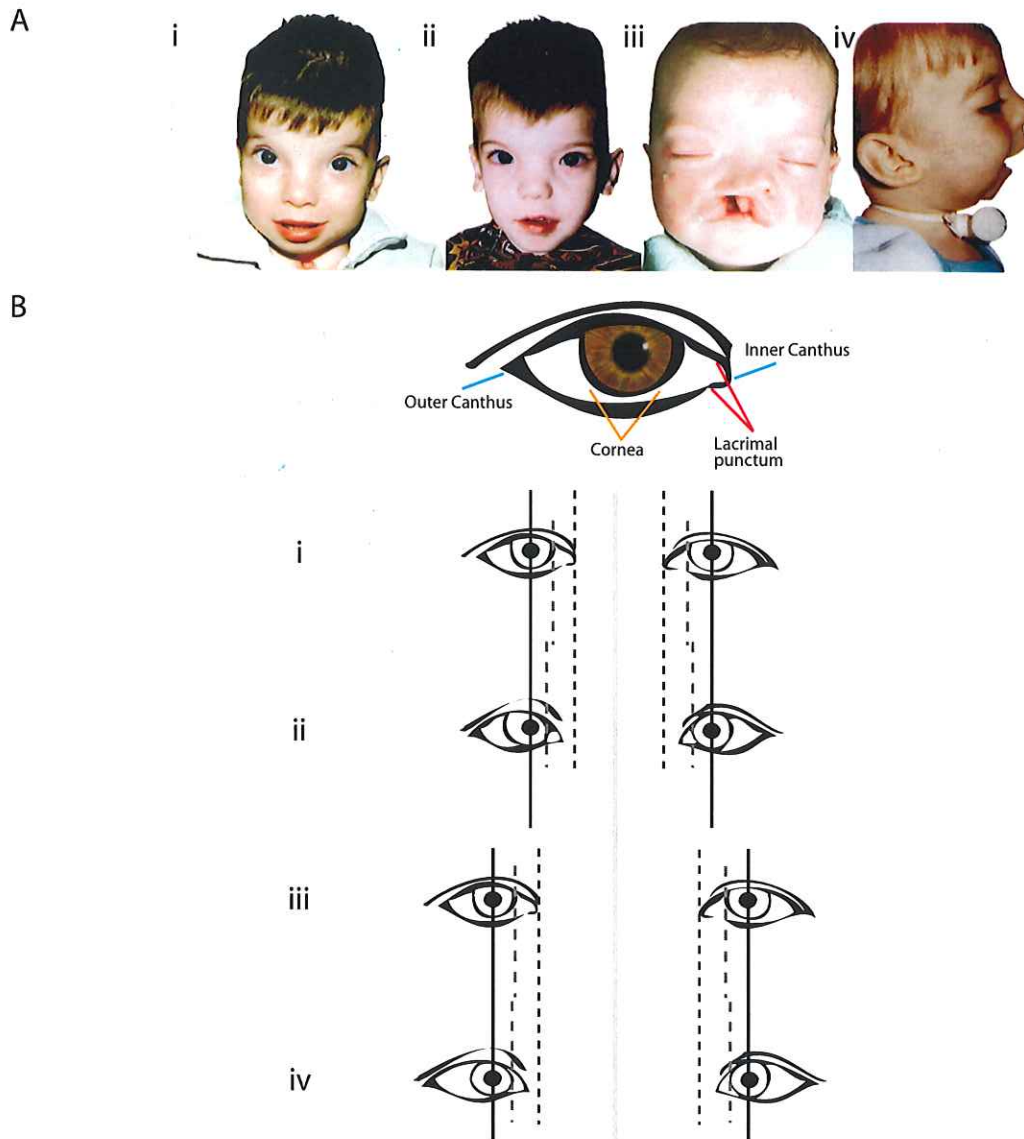 A
i
ii
iii
iv
B
Inner Canthus
Outer Canthus
Cornea
Lacrimal
punctum
i
ii
iii
iv